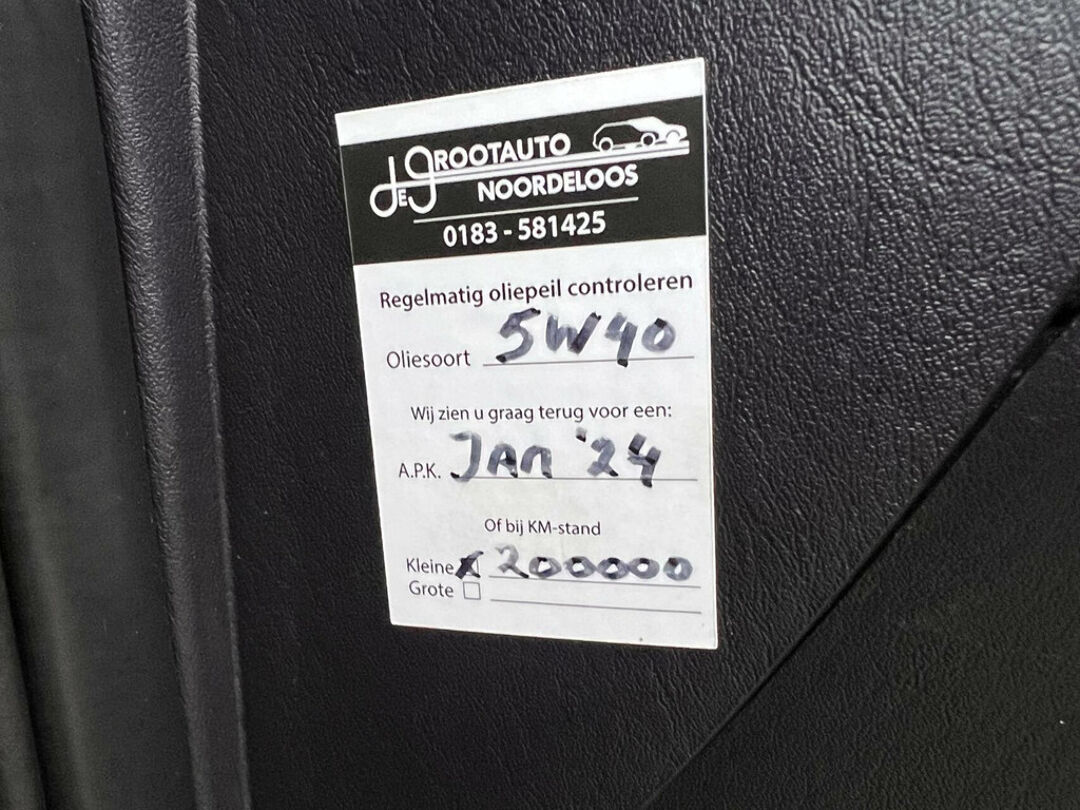 DE GROOTAUTO
NOORDELOOS
0183 - 581425
Regelmatig oliepeil controleren
Oliesoort 5W40
Wij zien u graag terug voor een:
A.P.K. Jan '24
Of bij KM-stand
Kleine x 200000
Grote